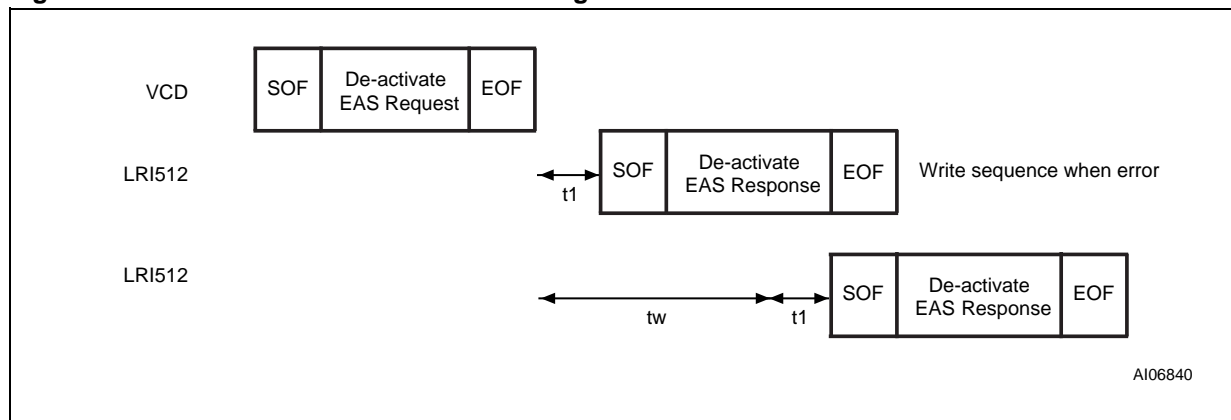 VCD
SOF
De-activate
EAS Request
EOF
LRI512
t1
SOF
De-activate
EAS Response
EOF
Write sequence when error
LRI512
tw
t1
SOF
De-activate
EAS Response
EOF
AI06840